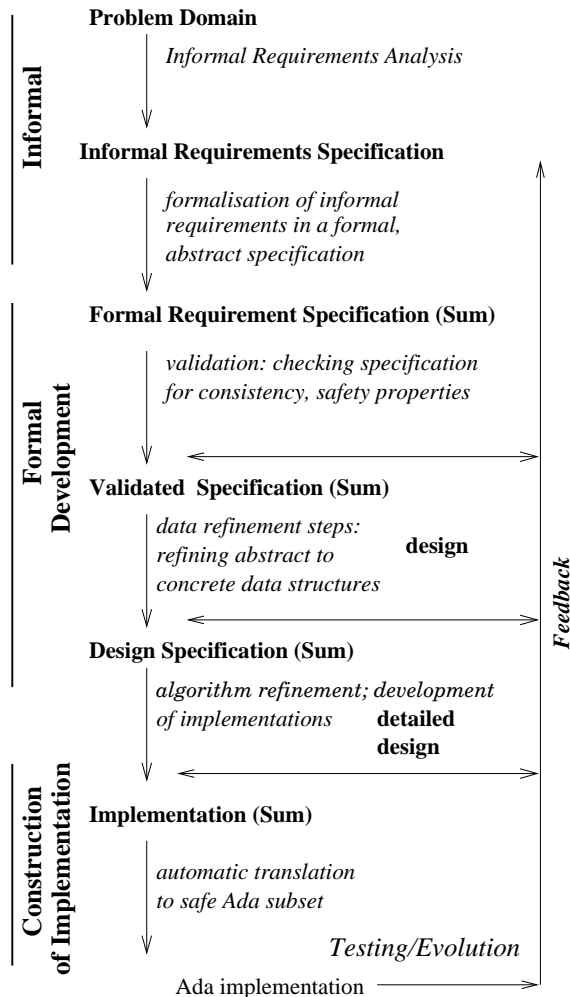 Problem Domain
Informal Requirements Analysis
Informal
Informal Requirements Specification
formalisation of informal
requirements in a formal,
abstract specification
Formal Requirement Specification (Sum)
validation: checking specification
for consistency, safety properties
Formal
Development
Validated Specification (Sum)
data refinement steps:
refining abstract to
concrete data structures
design
Feedback
Design Specification (Sum)
algorithm refinement; development
of implementations
detailed
design
Construction
of Implementation
Implementation (Sum)
automatic translation
to safe Ada subset
Testing/Evolution
Ada implementation